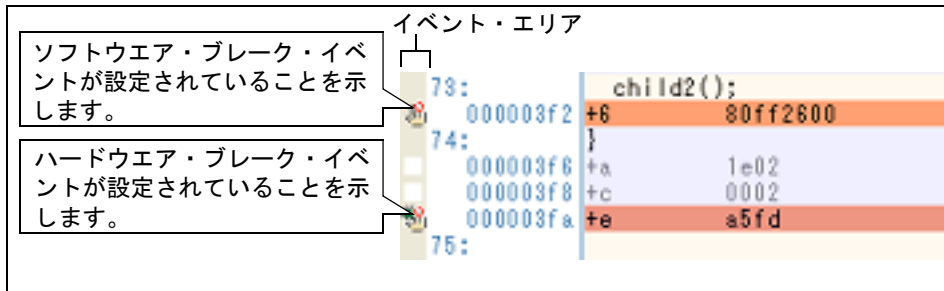 イベント・エリア
ソフトウエア・ブレーク・イベ
ントが設定されていることを示
します。
ハードウエア・ブレーク・イベ
ントが設定されていることを示
します。
73: child2();
000003f2 +6 80ff2600
74: }
000003f6 +a 1e02
000003f8 +c 0002
000003fa +e a5fd
75: